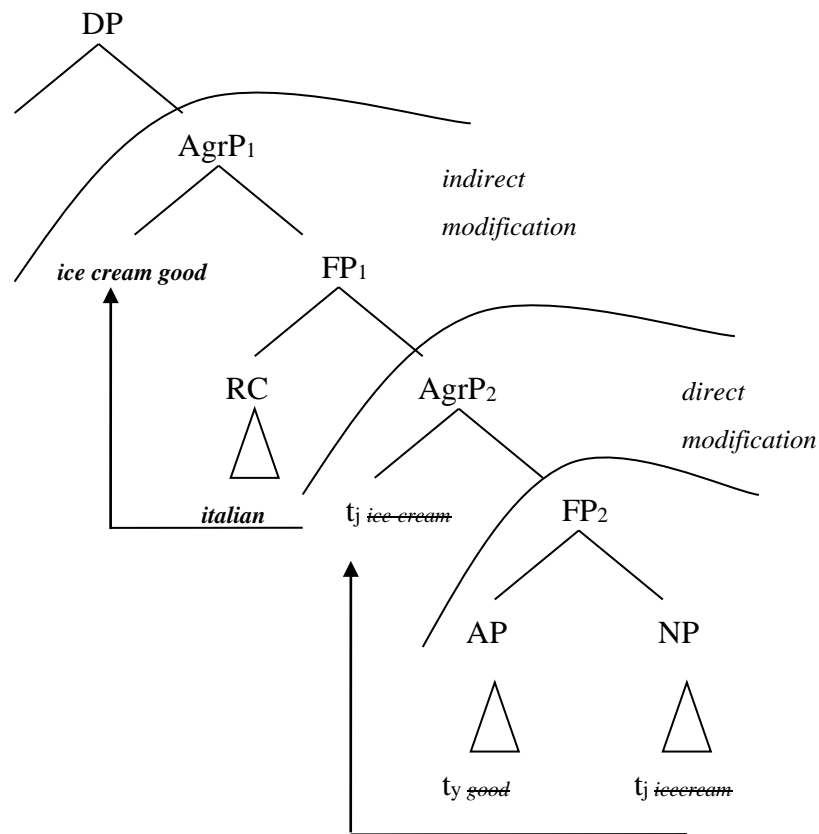 DP
AgrP1
indirect
modification
ice cream good
FP1
RC
AgrP2
direct
modification
italian
tj ice cream
FP2
AP
NP
ty good
tj icecream